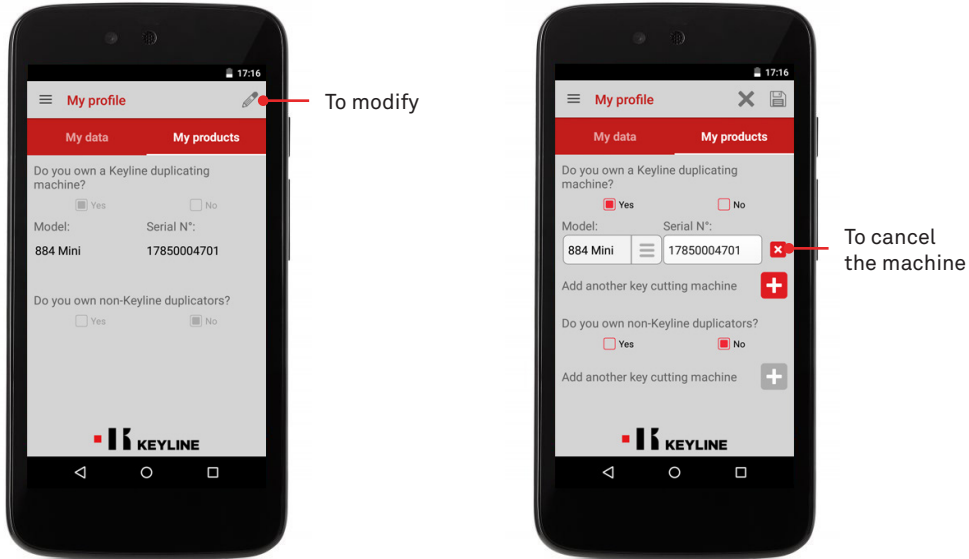 17:16
My profile
My data My products
Do you own a Keyline duplicating
machine?
Yes No
Model: Serial N°:
884 Mini 17850004701
Do you own non-Keyline duplicators?
Yes No
KEYLINE
To modify
17:16
My profile
My data My products
Do you own a Keyline duplicating
machine?
Yes No
Model: Serial N°:
884 Mini 17850004701
Add another key cutting machine
Do you own non-Keyline duplicators?
Yes No
Add another key cutting machine
KEYLINE
To cancel
the machine